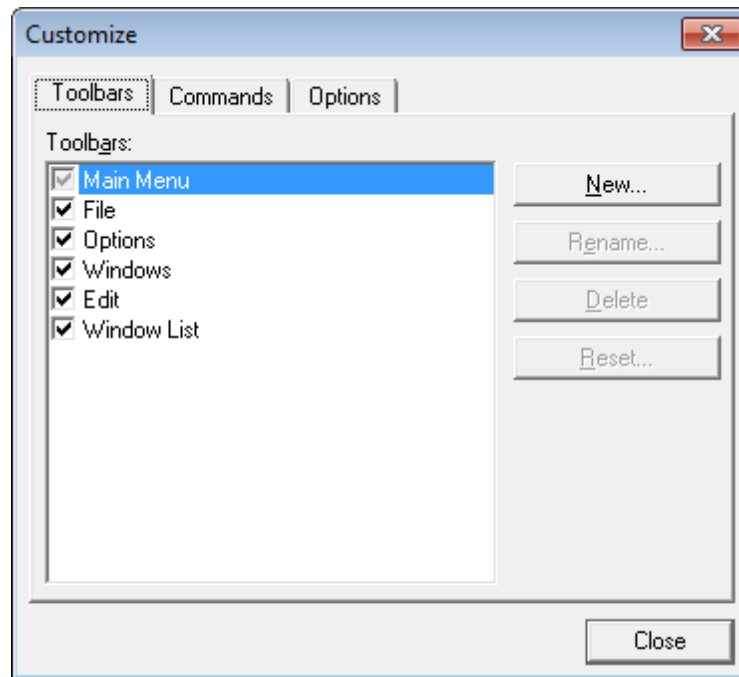 Customize
Toolbars Commands Options
Toolbars:
Main Menu
File
Options
Windows
Edit
Window List
New...
Rename...
Delete
Reset...
Close